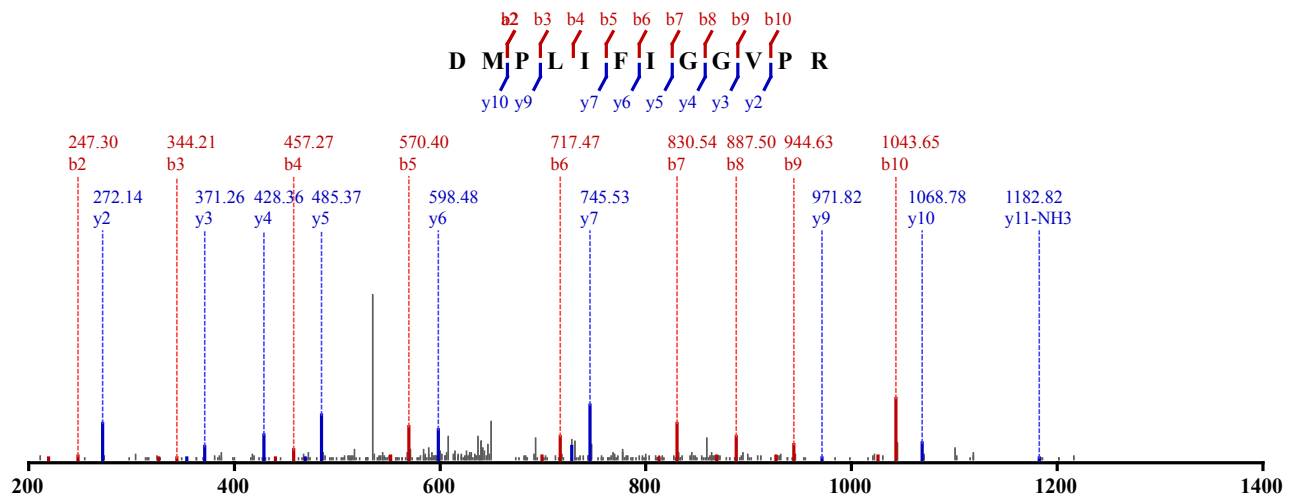 b2 b3 b4 b5 b6 b7 b8 b9 b10
D M P L I F I G G V P R
y10 y9 y7 y6 y5 y4 y3 y2
247.30 344.21 457.27 570.40 717.47 830.54 887.50 944.63 1043.65
b2 b3 b4 b5 b6 b7 b8 b9 b10
272.14 371.26 428.36 485.37 598.48 745.53 971.82 1068.78 1182.82
y2 y3 y4 y5 y6 y7 y9 y10 y11-NH3
200 400 600 800 1000 1200 1400